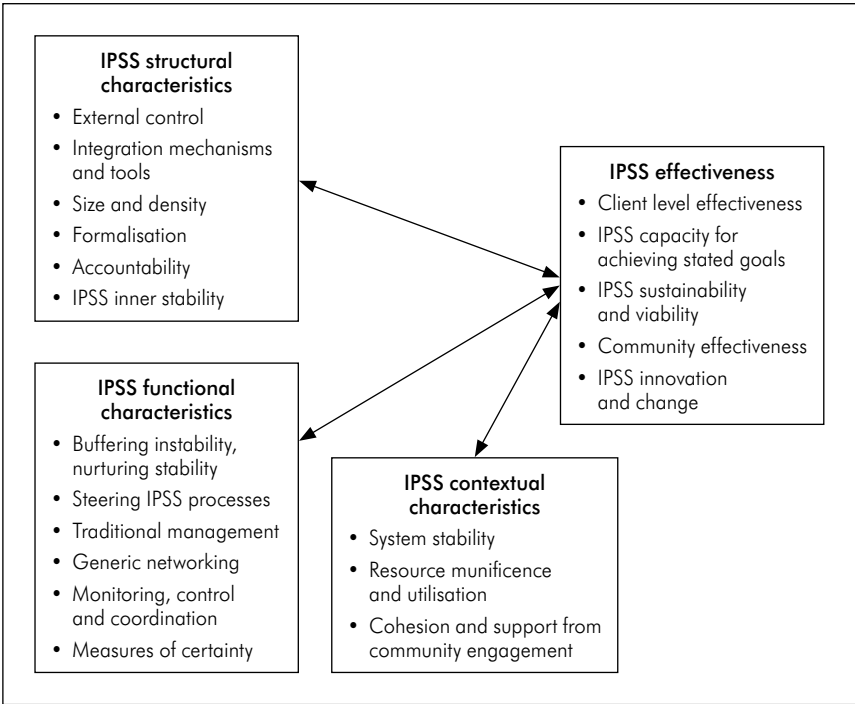 IPSS structural
characteristics
• External control
• Integration mechanisms
and tools
• Size and density
• Formalisation
• Accountability
• IPSS inner stability
IPSS effectiveness
• Client level effectiveness
• IPSS capacity for
achieving stated goals
• IPSS sustainability
and viability
• Community effectiveness
• IPSS innovation
and change
IPSS functional
characteristics
• Buffering instability,
nurturing stability
• Steering IPSS processes
• Traditional management
• Generic networking
• Monitoring, control
and coordination
• Measures of certainty
IPSS contextual
characteristics
• System stability
• Resource munificence
and utilisation
• Cohesion and support from
community engagement